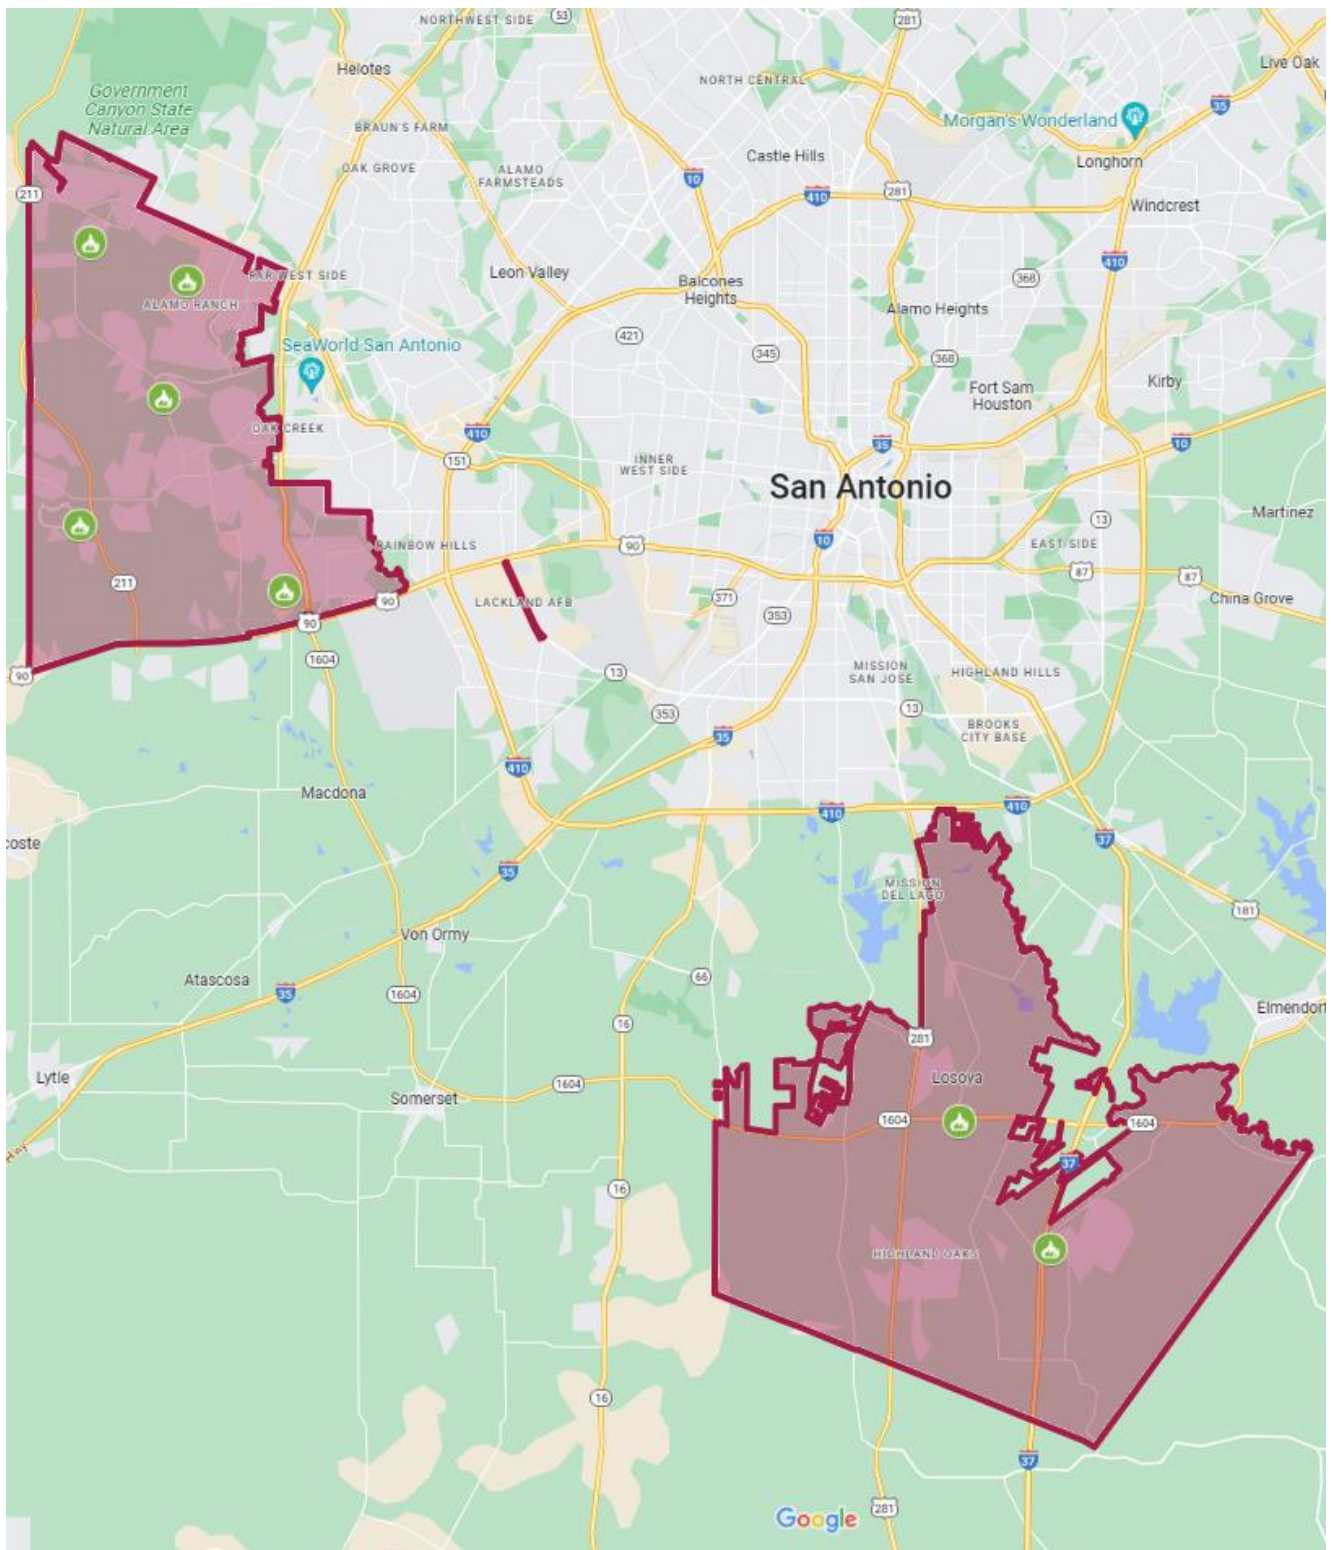 NORTHWEST SIDE
53
281
Helotes
Live Oak
NORTH CENTRAL
Government
Canyon State
Natural Area
35
Morgan's Wonderland
BRAUN'S FARM
Castle Hills
Longhorn
OAK GROVE
ALAMO
FARMSTEADS
10
211
410
281
Windcrest
FAR WEST SIDE
Leon Valley
410
Balcones
Heights
368
ALAMO RANCH
Alamo Heights
421
SeaWorld San Antonio
345
368
Fort Sam
Houston
Kirby
OAK CREEK
410
35
10
151
INNER
WEST SIDE
San Antonio
Martinez
13
RAINBOW HILLS
90
10
EAST SIDE
87
87
211
371
China Grove
90
LACKLAND AFB
353
90
1604
90
13
MISSION
SAN JOSE
HIGHLAND HILLS
353
13
BROOKS
CITY BASE
35
410
Macdona
410
410
coste
37
35
MISSION
DEL LAGO
181
Von Ormy
Atascosa
66
35
1604
Elmendorf
16
281
Lytle
1604
Losoya
Somerset
1604
1604
Hwy
37
16
HIGHLAND OAKS
16
37
281
Google